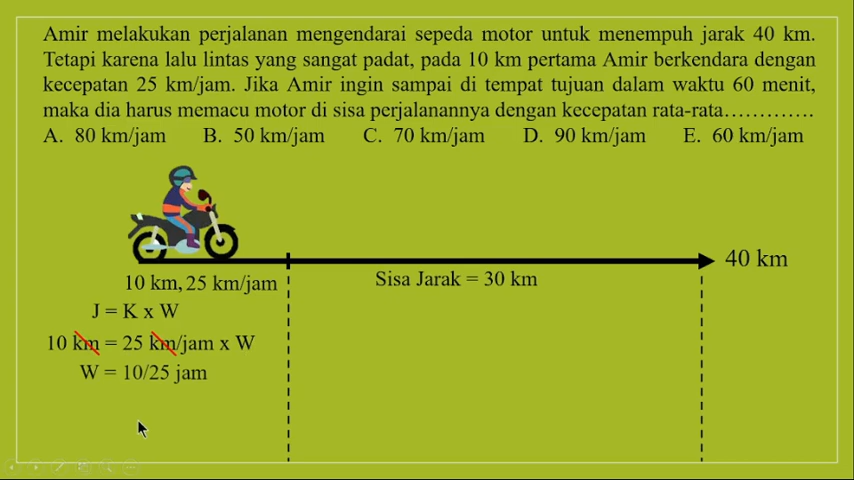 Amir melakukan perjalanan mengendarai sepeda motor untuk menempuh jarak 40 km.
Tetapi karena lalu lintas yang sangat padat, pada 10 km pertama Amir berkendara dengan
kecepatan 25 km/jam. Jika Amir ingin sampai di tempat tujuan dalam waktu 60 menit,
maka dia harus memacu motor di sisa perjalanannya dengan kecepatan rata-rata………….
A. 80 km/jam B. 50 km/jam C. 70 km/jam D. 90 km/jam E. 60 km/jam
40 km
10 km, 25 km/jam
Sisa Jarak = 30 km
J = K x W
10 km = 25 km/jam x W
W = 10/25 jam